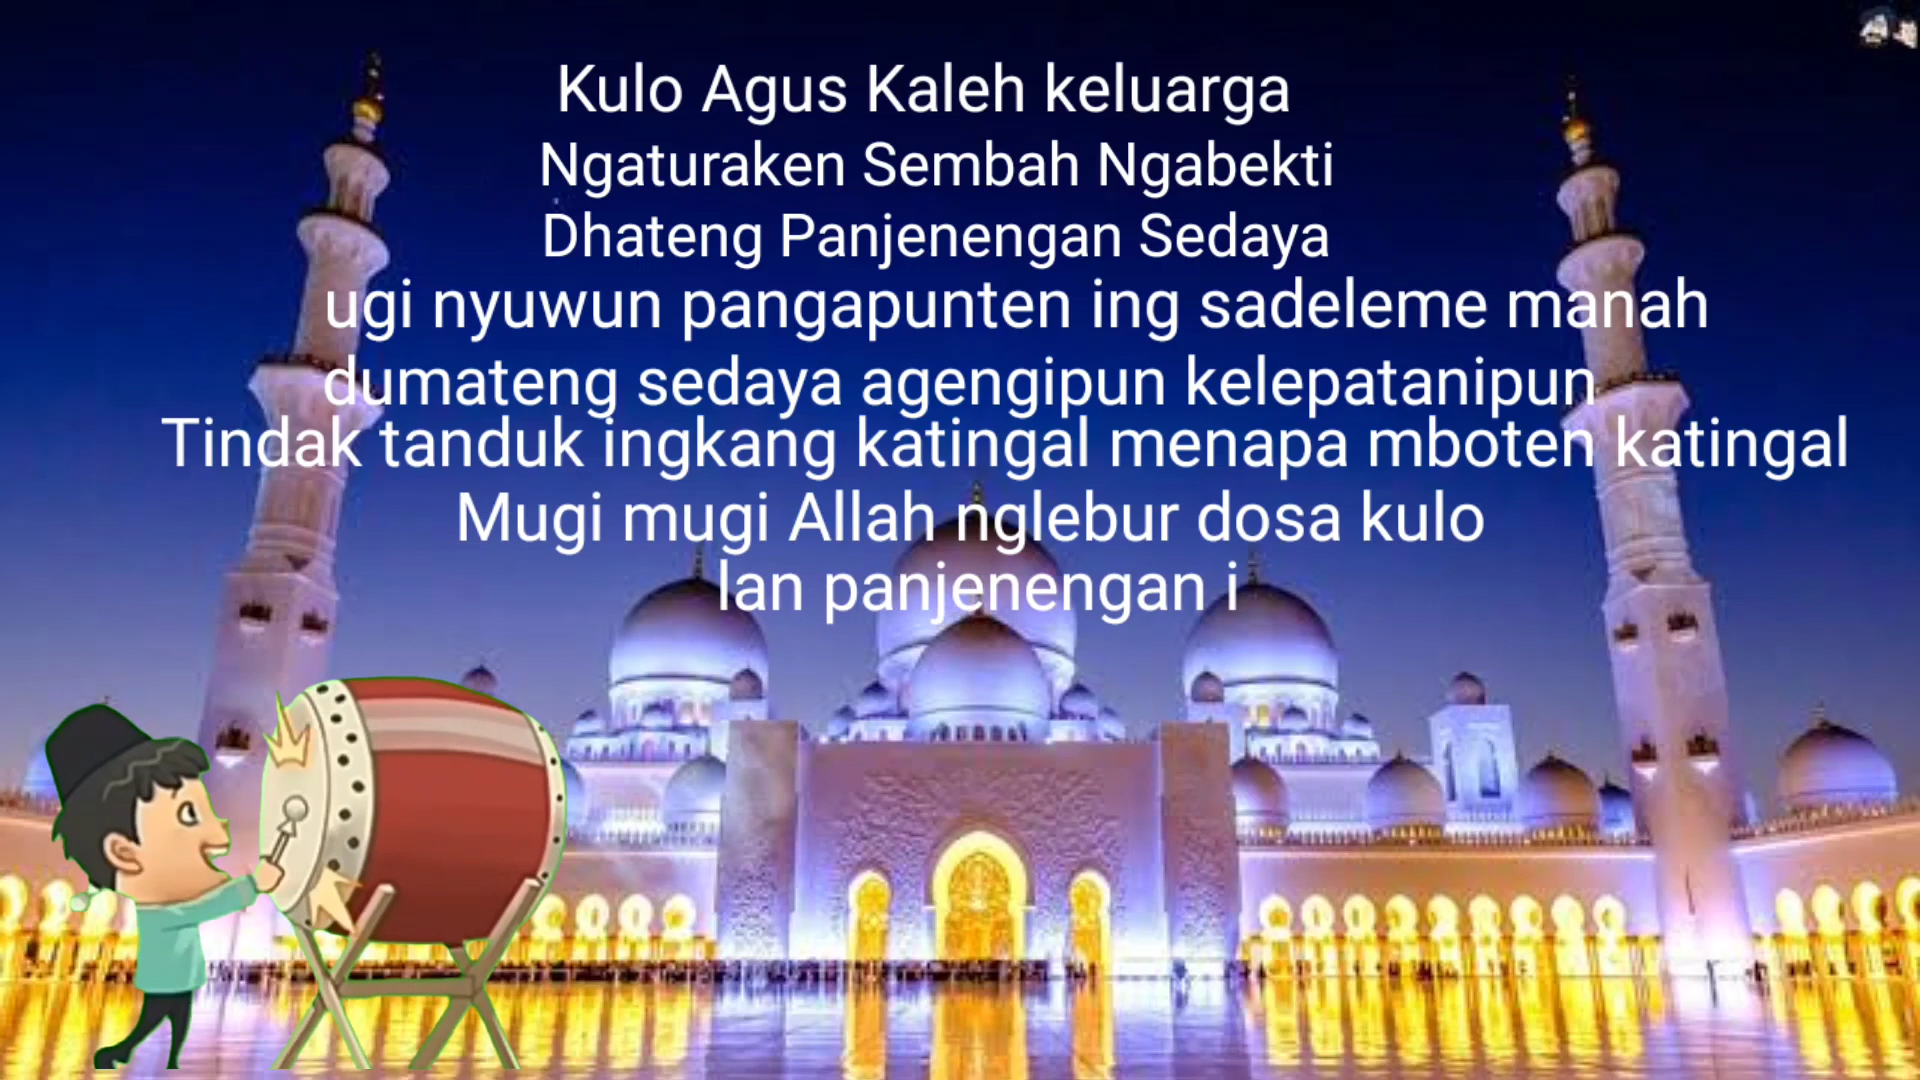 Kulo Agus Kaleh keluarga
Ngaturaken Sembah Ngabekti
Dhateng Panjenengan Sedaya
ugi nyuwun pangapunten ing sadeleme manah
dumateng sedaya agengipun kelepatanipun
Tindak tanduk ingkang katingal menapa mboten katingal
Mugi mugi Allah nglebur dosa kulo
lan panjenengan i